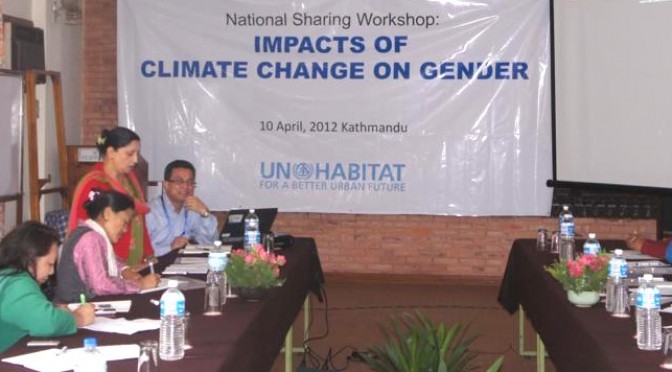 National Sharing Workshop:
IMPACTS OF
CLIMATE CHANGE ON GENDER
10 April, 2012 Kathmandu
UN HABITAT
FOR A BETTER URBAN FUTURE